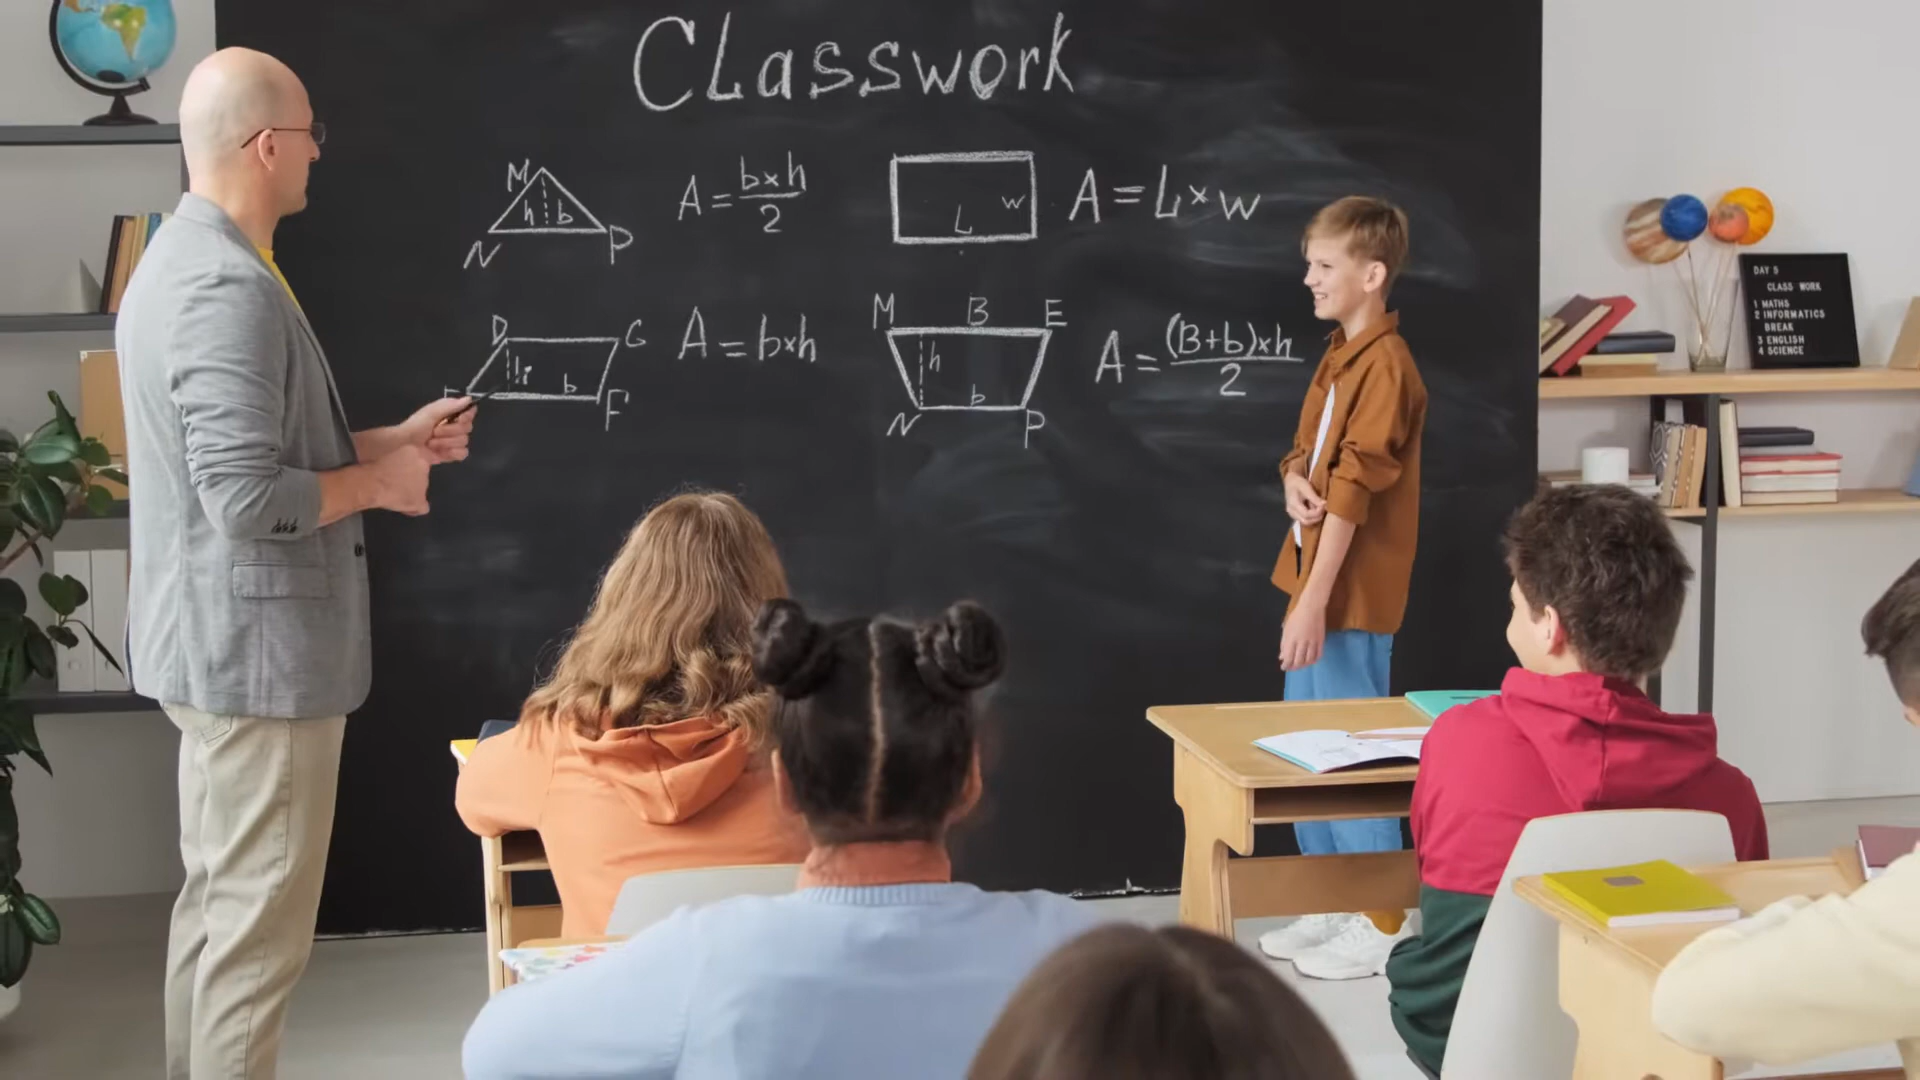 Classwork
M
h b
N P
A = b×h / 2
L w
A = L×w
D G
h b
F
A = b×h
M B E
h
b
N P
A = (B+b)×h / 2
DAY 5
CLASS WORK
1 MATHS
2 INFORMATICS
BREAK
3 ENGLISH
4 SCIENCE